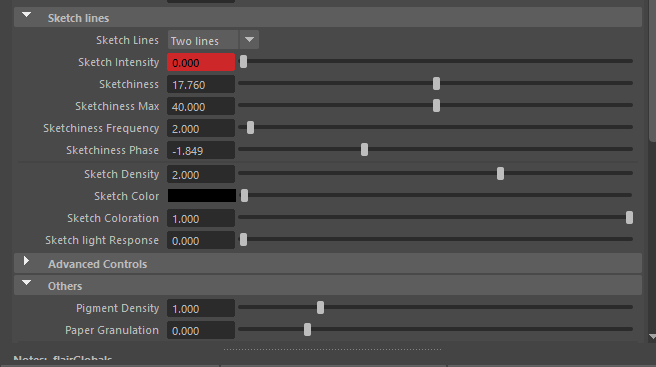 Sketch lines
Sketch Lines Two lines
Sketch Intensity 0.000
Sketchiness 17.760
Sketchiness Max 40.000
Sketchiness Frequency 2.000
Sketchiness Phase -1.849
Sketch Density 2.000
Sketch Color
Sketch Coloration 1.000
Sketch light Response 0.000
Advanced Controls
Others
Pigment Density 1.000
Paper Granulation 0.000
Notes: flairGlobals